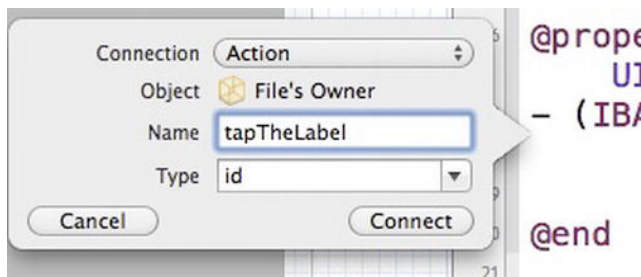 Connection Action
Object File's Owner
Name tapTheLabel
Type id
Cancel Connect
@prope
UI
- (IBA
@end
21